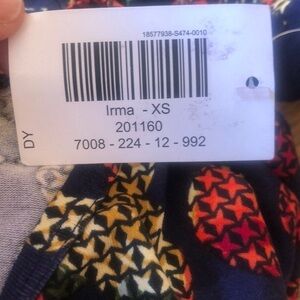 18577938-S474-0010
Irma - XS
201160
7008 - 224 - 12 - 992
DY